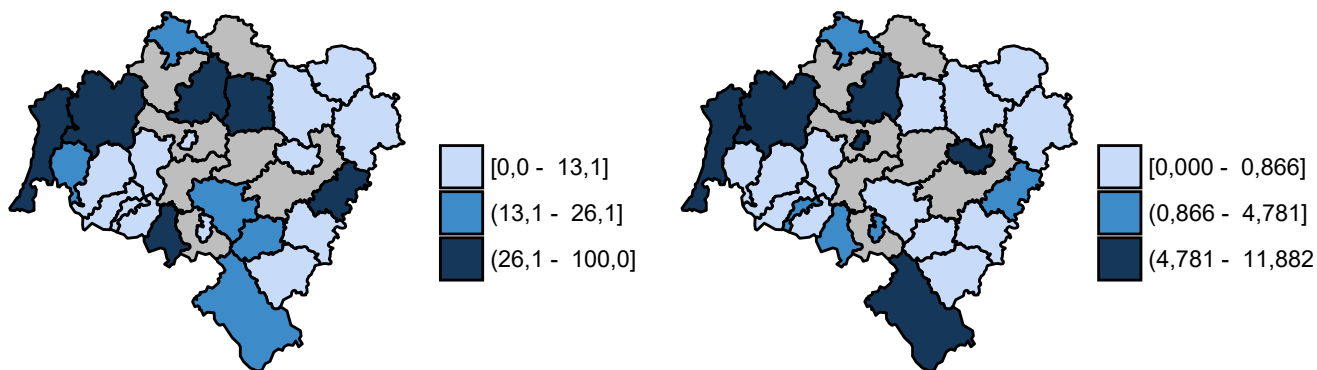 [0,0 - 13,1]
(13,1 - 26,1]
(26,1 - 100,0]
[0,000 - 0,866]
(0,866 - 4,781]
(4,781 - 11,882